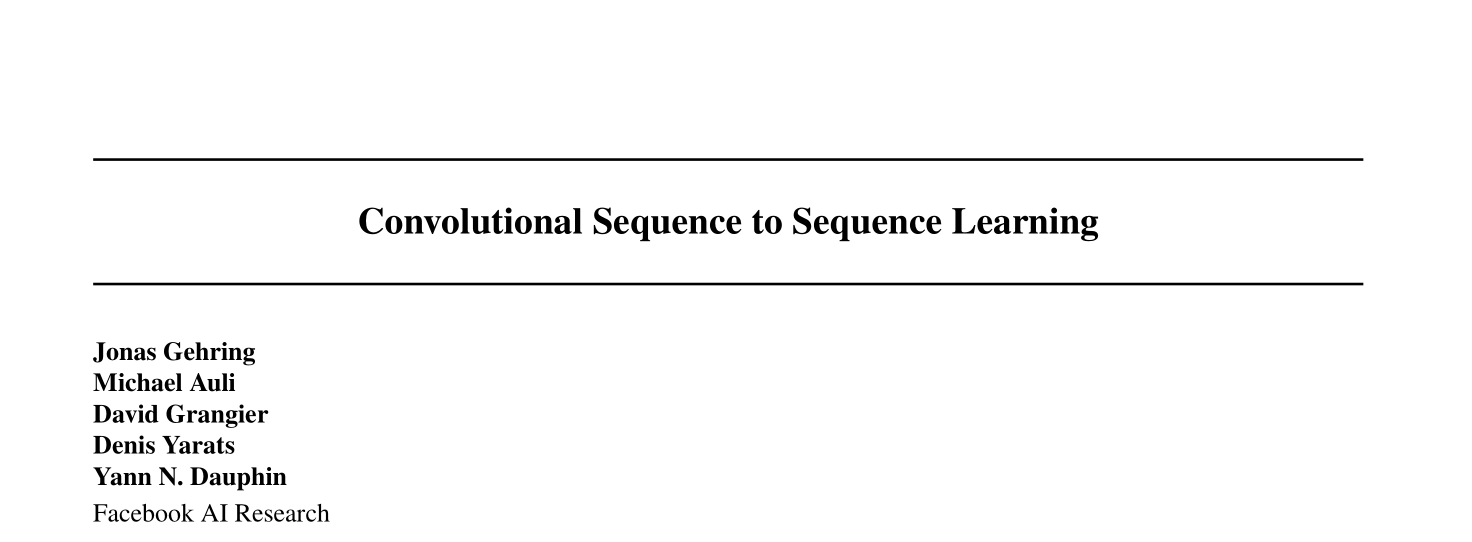 Convolutional Sequence to Sequence Learning
Jonas Gehring
Michael Auli
David Grangier
Denis Yarats
Yann N. Dauphin
Facebook AI Research